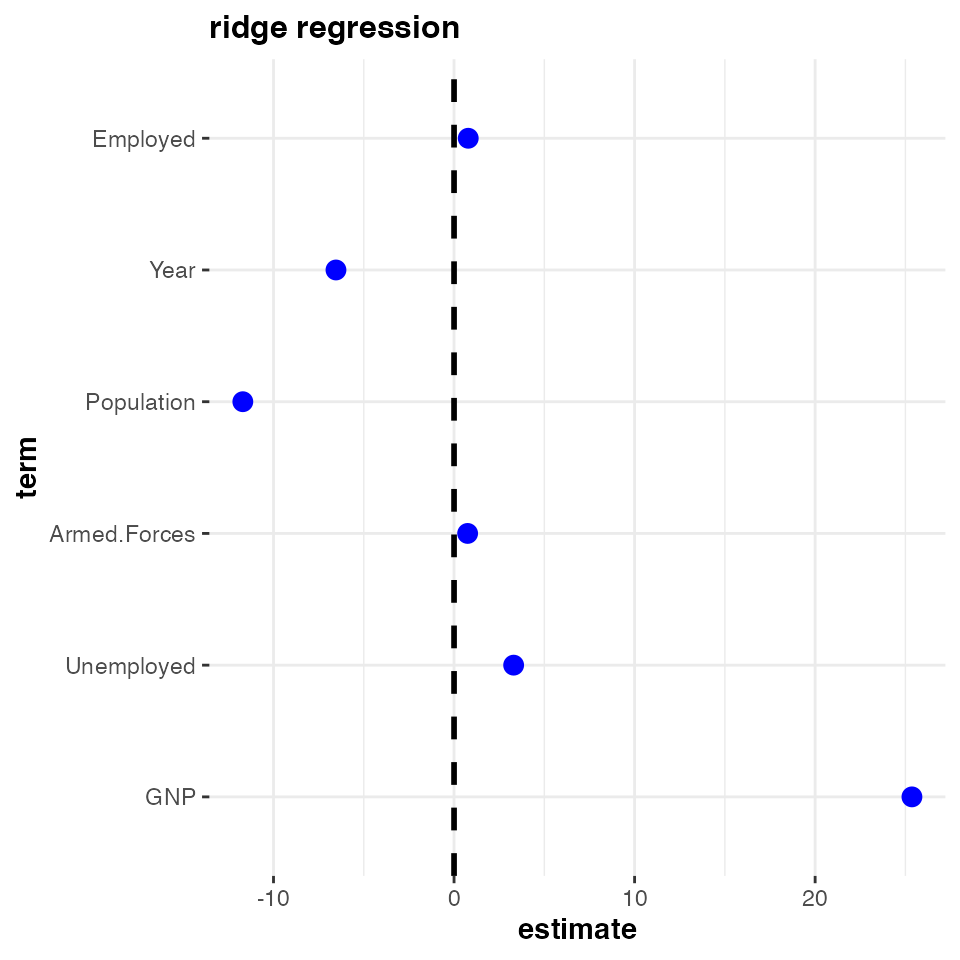 ridge regression
Employed
Year
Population
Armed.Forces
Unemployed
GNP
term
-10 0 10 20
estimate